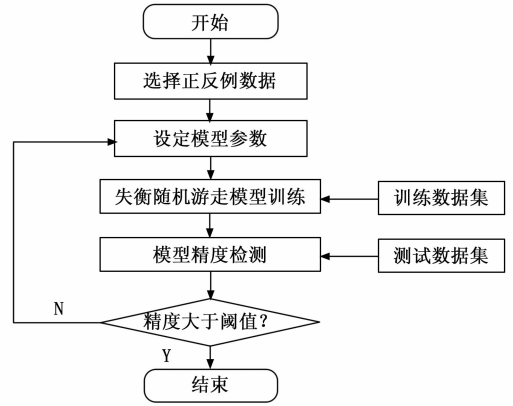 开始
选择正反例数据
设定模型参数
失衡随机游走模型训练
训练数据集
模型精度检测
测试数据集
精度大于阈值?
N
Y
结束